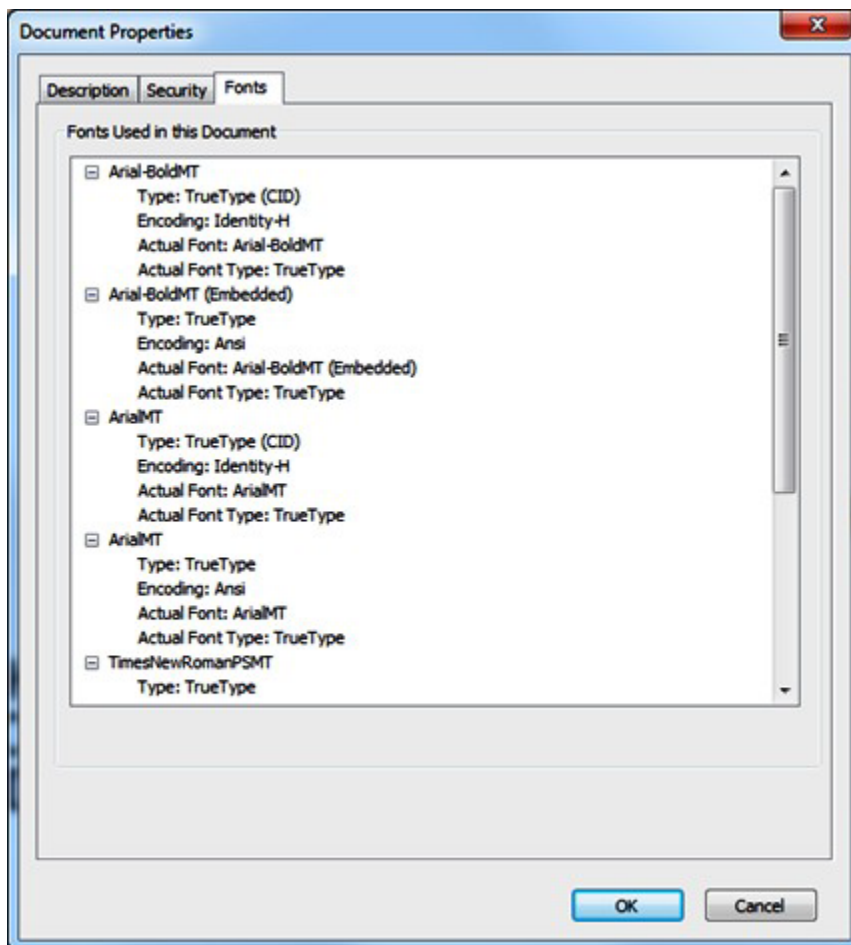 Document Properties
Description Security Fonts
Fonts Used in this Document
Arial-BoldMT
Type: TrueType (CID)
Encoding: Identity-H
Actual Font: Arial-BoldMT
Actual Font Type: TrueType
Arial-BoldMT (Embedded)
Type: TrueType
Encoding: Ansi
Actual Font: Arial-BoldMT (Embedded)
Actual Font Type: TrueType
ArialMT
Type: TrueType (CID)
Encoding: Identity-H
Actual Font: ArialMT
Actual Font Type: TrueType
ArialMT
Type: TrueType
Encoding: Ansi
Actual Font: ArialMT
Actual Font Type: TrueType
TimesNewRomanPSMT
Type: TrueType
OK Cancel